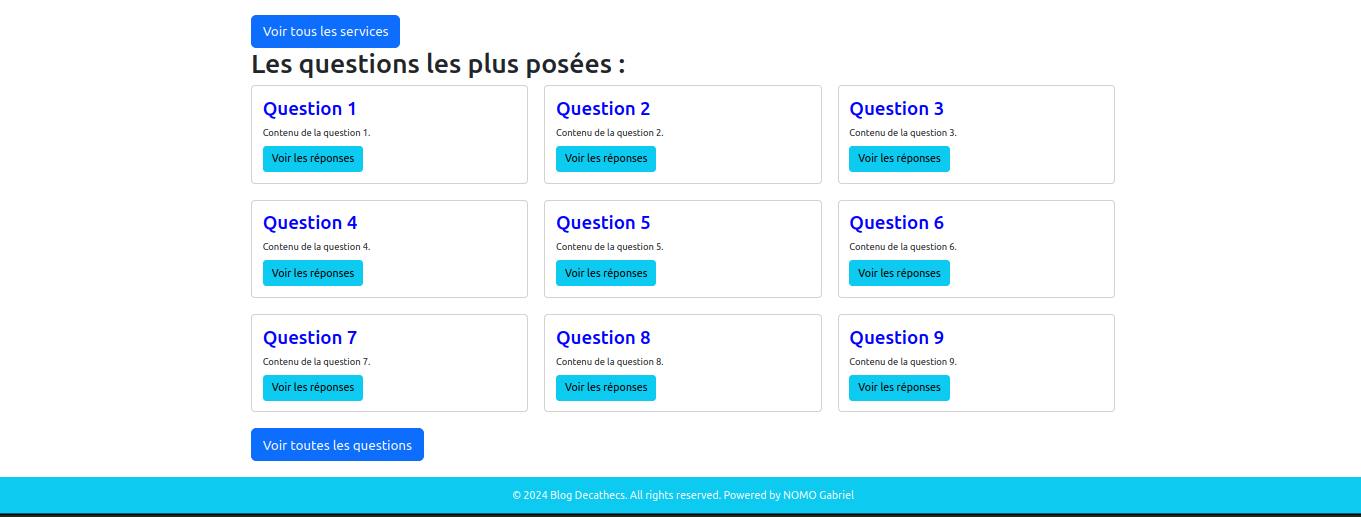 Voir tous les services
Les questions les plus posées :
Question 1
Contenu de la question 1.
Voir les réponses
Question 2
Contenu de la question 2.
Voir les réponses
Question 3
Contenu de la question 3.
Voir les réponses
Question 4
Contenu de la question 4.
Voir les réponses
Question 5
Contenu de la question 5.
Voir les réponses
Question 6
Contenu de la question 6.
Voir les réponses
Question 7
Contenu de la question 7.
Voir les réponses
Question 8
Contenu de la question 8.
Voir les réponses
Question 9
Contenu de la question 9.
Voir les réponses
Voir toutes les questions
© 2024 Blog Decathecs. All rights reserved. Powered by NOMO Gabriel